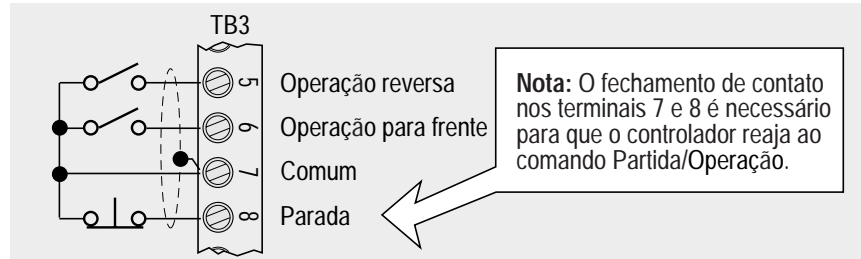 TB3
5 Operação reversa
6 Operação para frente
7 Comum
8 Parada
Nota: O fechamento de contato
nos terminais 7 e 8 é necessário
para que o controlador reaja ao
comando Partida/Operação.